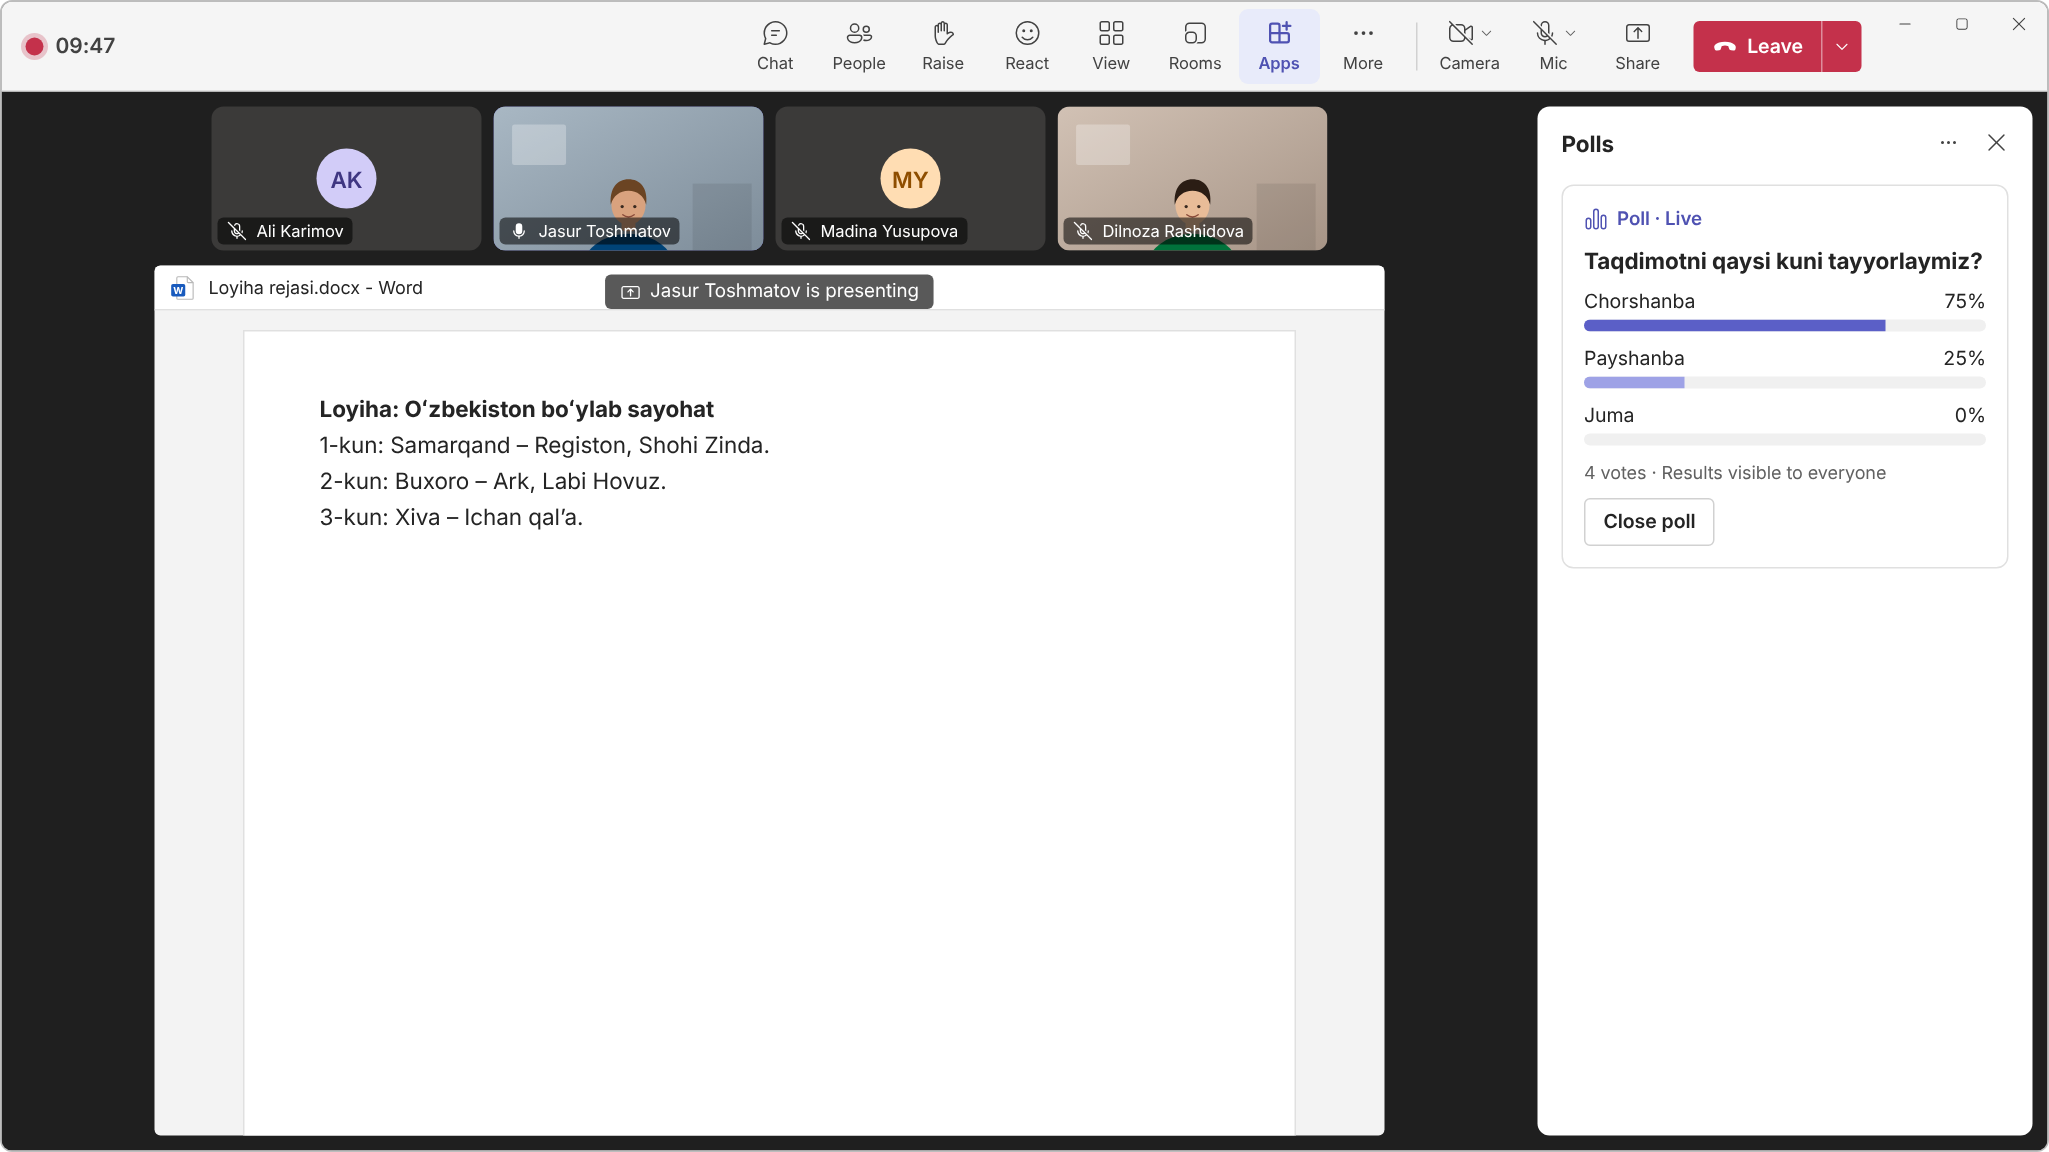 09:47
Chat
People
Raise
React
View
Rooms
Apps
More
Camera
Mic
Share
Leave
AK
Ali Karimov
Jasur Toshmatov
MY
Madina Yusupova
Dilnoza Rashidova
W
Loyiha rejasi.docx - Word
Jasur Toshmatov is presenting
Loyiha: Oʻzbekiston boʻylab sayohat
1-kun: Samarqand – Registon, Shohi Zinda.
2-kun: Buxoro – Ark, Labi Hovuz.
3-kun: Xiva – Ichan qal’a.
Polls
Poll · Live
Taqdimotni qaysi kuni tayyorlaymiz?
Chorshanba 75%
Payshanba 25%
Juma 0%
4 votes · Results visible to everyone
Close poll